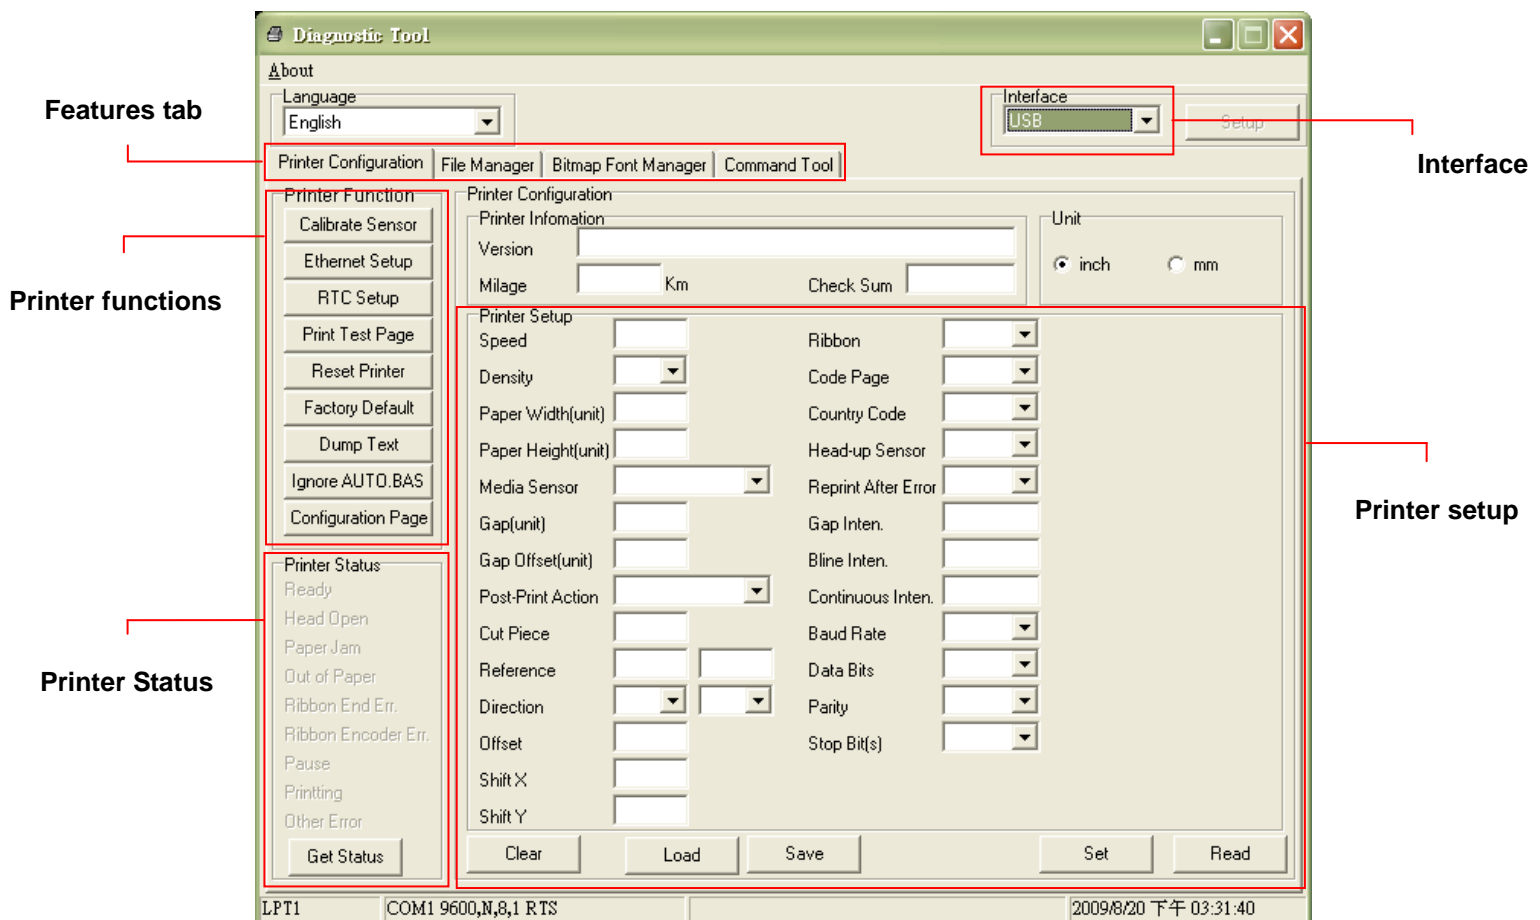 Diagnostic Tool
About
Language
English
Interface
USB
Setup
Features tab
Interface
Printer Configuration File Manager Bitmap Font Manager Command Tool
Printer Function
Calibrate Sensor
Ethernet Setup
RTC Setup
Print Test Page
Reset Printer
Factory Default
Dump Text
Ignore AUTO.BAS
Configuration Page
Printer functions
Printer Status
Ready
Head Open
Paper Jam
Out of Paper
Ribbon End Err.
Ribbon Encoder Err.
Pause
Printting
Other Error
Get Status
Printer Status
Printer Configuration
Printer Infomation
Version
Milage Km Check Sum
Unit
inch mm
Printer Setup
Speed
Density
Paper Width(unit)
Paper Height(unit)
Media Sensor
Gap(unit)
Gap Offset(unit)
Post-Print Action
Cut Piece
Reference
Direction
Offset
Shift X
Shift Y
Ribbon
Code Page
Country Code
Head-up Sensor
Reprint After Error
Gap Inten.
Bline Inten.
Continuous Inten.
Baud Rate
Data Bits
Parity
Stop Bit(s)
Printer setup
Clear Load Save Set Read
LPT1 COM1 9600,N,8,1 RTS 2009/8/20 下午 03:31:40